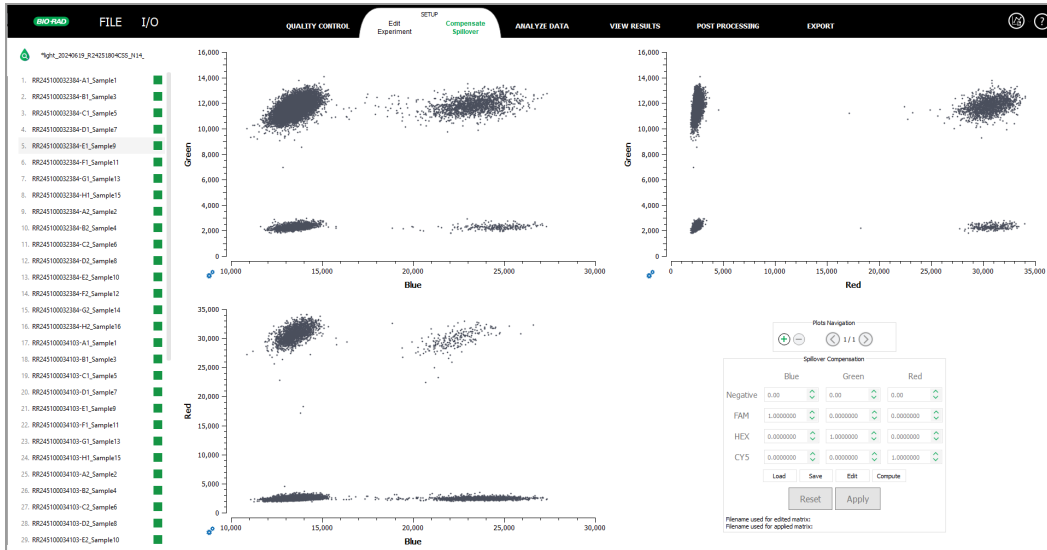 BIO-RAD FILE I/O
QUALITY CONTROL
SETUP
Edit Experiment
Compensate Spillover
ANALYZE DATA
VIEW RESULTS
POST PROCESSING
EXPORT
?
*light_20240619_R24251804CSS_N14_
1. RR245100032384-A1_Sample1
2. RR245100032384-B1_Sample3
3. RR245100032384-C1_Sample5
4. RR245100032384-D1_Sample7
5. RR245100032384-E1_Sample9
6. RR245100032384-F1_Sample11
7. RR245100032384-G1_Sample13
8. RR245100032384-H1_Sample15
9. RR245100032384-A2_Sample2
10. RR245100032384-B2_Sample4
11. RR245100032384-C2_Sample6
12. RR245100032384-D2_Sample8
13. RR245100032384-E2_Sample10
14. RR245100032384-F2_Sample12
15. RR245100032384-G2_Sample14
16. RR245100032384-H2_Sample16
17. RR245100034103-A1_Sample1
18. RR245100034103-B1_Sample3
19. RR245100034103-C1_Sample5
20. RR245100034103-D1_Sample7
21. RR245100034103-E1_Sample9
22. RR245100034103-F1_Sample11
23. RR245100034103-G1_Sample13
24. RR245100034103-H1_Sample15
25. RR245100034103-A2_Sample2
26. RR245100034103-B2_Sample4
27. RR245100034103-C2_Sample6
28. RR245100034103-D2_Sample8
29. RR245100034103-E2_Sample10
16,000
14,000
12,000
10,000
8,000
6,000
4,000
2,000
0
Green
10,000 15,000 20,000 25,000 30,000
Blue
16,000
14,000
12,000
10,000
8,000
6,000
4,000
2,000
0
Green
0 5,000 10,000 15,000 20,000 25,000 30,000 35,000
Red
35,000
30,000
25,000
20,000
15,000
10,000
5,000
0
Red
10,000 15,000 20,000 25,000 30,000
Blue
Plots Navigation
1/1
Spillover Compensation
Blue Green Red
Negative 0.00 0.00 0.00
FAM 1.0000000 0.0000000 0.0000000
HEX 0.0000000 1.0000000 0.0000000
CY5 0.0000000 0.0000000 1.0000000
Load Save Edit Compute
Reset Apply
Filename used for edited matrix:
Filename used for applied matrix: